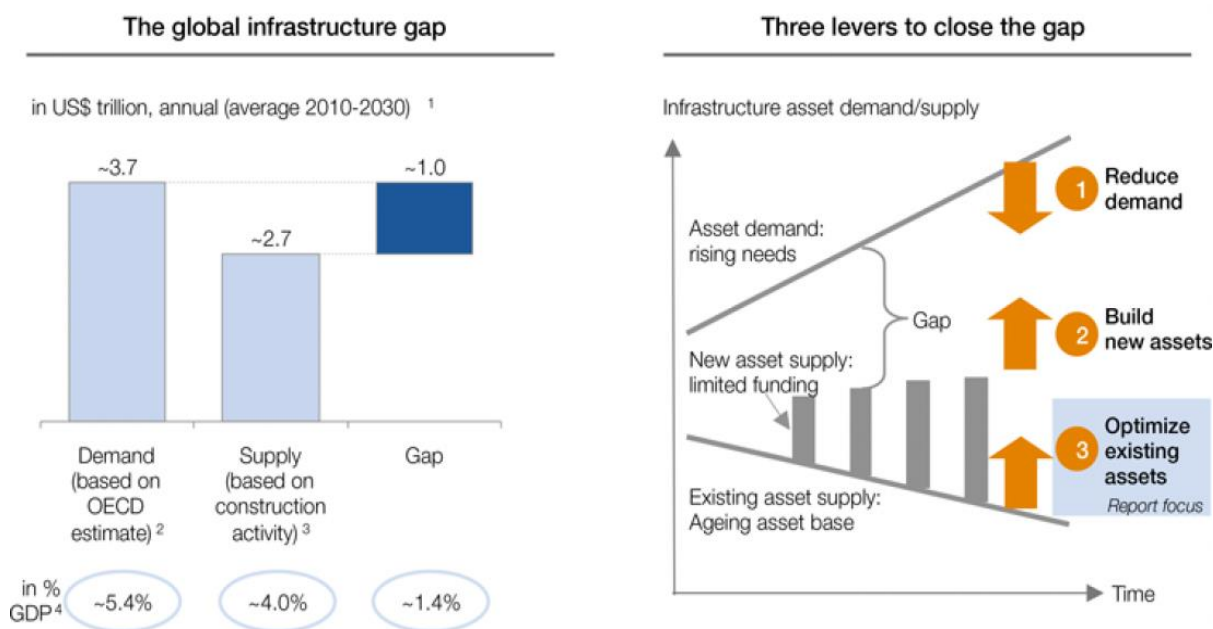 The global infrastructure gap
in US$ trillion, annual (average 2010-2030) 1
~3.7
~2.7
~1.0
Demand
(based on
OECD
estimate) 2
Supply
(based on
construction
activity) 3
Gap
in %
GDP4
~5.4%
~4.0%
~1.4%
Three levers to close the gap
Infrastructure asset demand/supply
Asset demand:
rising needs
Gap
New asset supply:
limited funding
Existing asset supply:
Ageing asset base
1
Reduce
demand
2
Build
new assets
3
Optimize
existing
assets
Report focus
Time